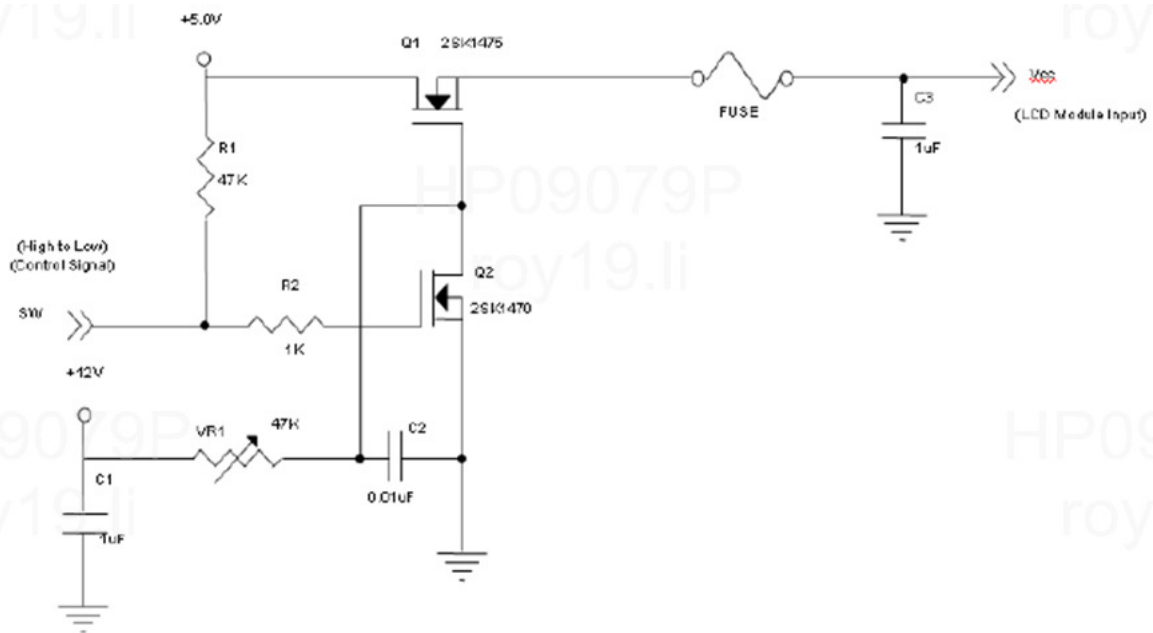 +5.0V
Q1 2SK1475
Vcc
FUSE
C3
(LCD Module Input)
R1
1uF
47K
HP09079P
(High to Low)
(Control Signal)
roy19.li
Q2
R2
2SK1470
SW
1K
+12V
47K
VR1
C2
C1
0.01uF
1uF